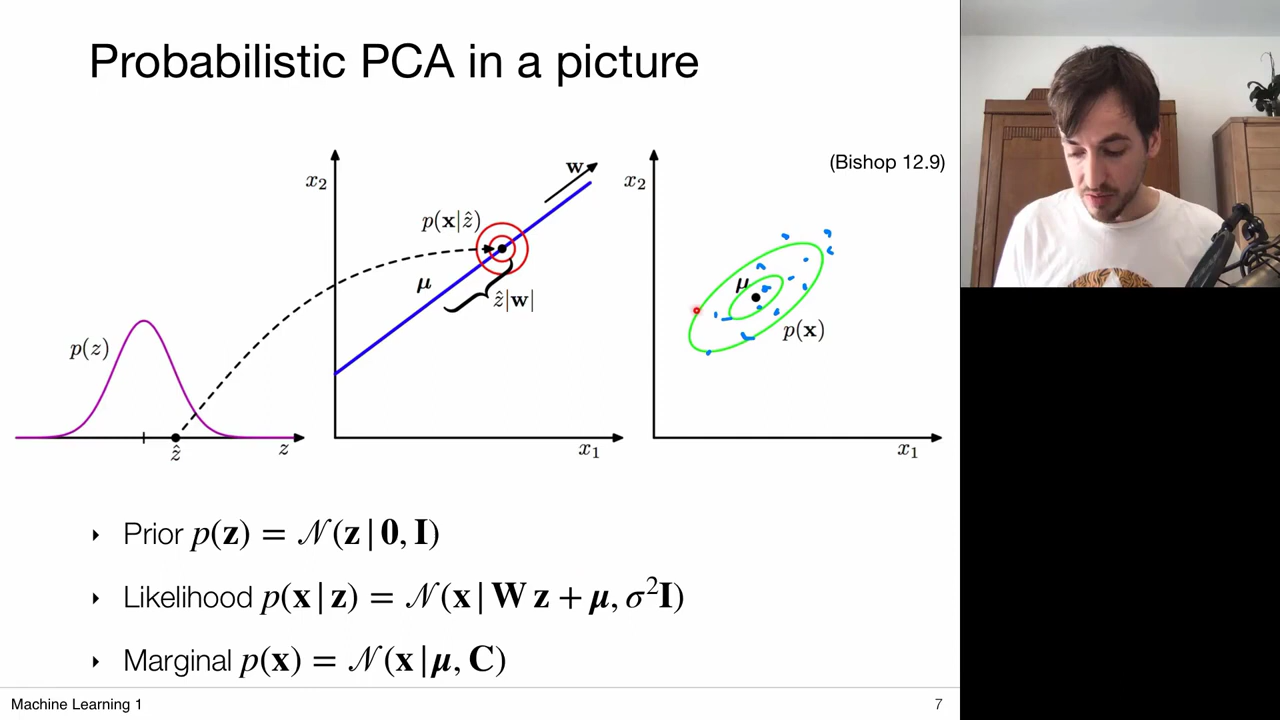 Probabilistic PCA in a picture
(Bishop 12.9)
p(z)
ẑ
z
x₂
p(x|ẑ)
w
μ
ẑ|w|
x₁
x₂
μ
p(x)
x₁
‣ Prior p(z) = 𝒩(z | 0, I)
‣ Likelihood p(x | z) = 𝒩(x | W z + μ, σ²I)
‣ Marginal p(x) = 𝒩(x | μ, C)
Machine Learning 1
7